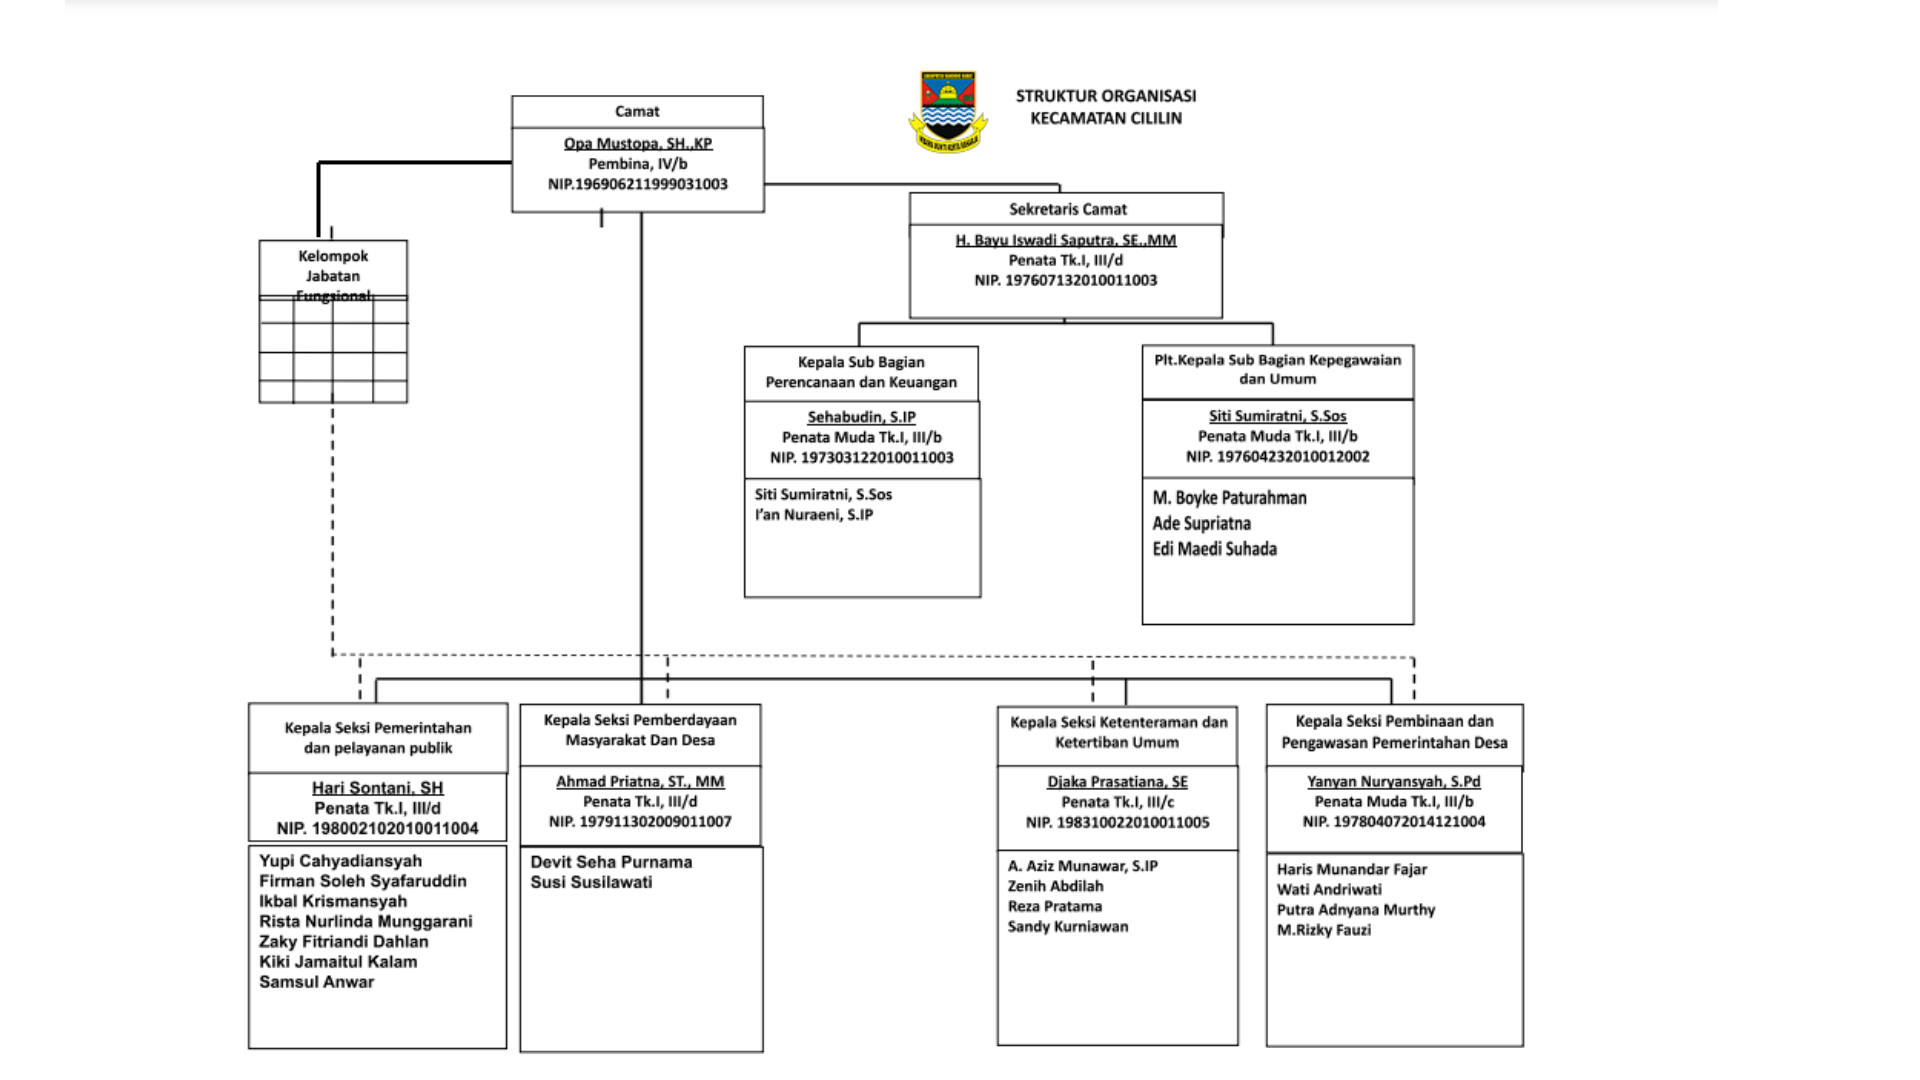 STRUKTUR ORGANISASI
KECAMATAN CILILIN
Camat
Opa Mustopa, SH.,KP
Pembina, IV/b
NIP.196906211999031003
Sekretaris Camat
H. Bayu Iswadi Saputra, SE.,MM
Penata Tk.I, III/d
NIP. 197607132010011003
Kelompok
Jabatan
Fungsional
Kepala Sub Bagian
Perencanaan dan Keuangan
Sehabudin, S.IP
Penata Muda Tk.I, III/b
NIP. 197303122010011003
Siti Sumiratni, S.Sos
I’an Nuraeni, S.IP
Plt.Kepala Sub Bagian Kepegawaian
dan Umum
Siti Sumiratni, S.Sos
Penata Muda Tk.I, III/b
NIP. 197604232010012002
M. Boyke Paturahman
Ade Supriatna
Edi Maedi Suhada
Kepala Seksi Pemerintahan
dan pelayanan publik
Hari Sontani, SH
Penata Tk.I, III/d
NIP. 198002102010011004
Yupi Cahyadiansyah
Firman Soleh Syafaruddin
Ikbal Krismansyah
Rista Nurlinda Munggarani
Zaky Fitriandi Dahlan
Kiki Jamaitul Kalam
Samsul Anwar
Kepala Seksi Pemberdayaan
Masyarakat Dan Desa
Ahmad Priatna, ST., MM
Penata Tk.I, III/d
NIP. 197911302009011007
Devit Seha Purnama
Susi Susilawati
Kepala Seksi Ketenteraman dan
Ketertiban Umum
Djaka Prasatiana, SE
Penata Tk.I, III/c
NIP. 198310022010011005
A. Aziz Munawar, S.IP
Zenih Abdilah
Reza Pratama
Sandy Kurniawan
Kepala Seksi Pembinaan dan
Pengawasan Pemerintahan Desa
Yanyan Nuryansyah, S.Pd
Penata Muda Tk.I, III/b
NIP. 197804072014121004
Haris Munandar Fajar
Wati Andriwati
Putra Adnyana Murthy
M.Rizky Fauzi